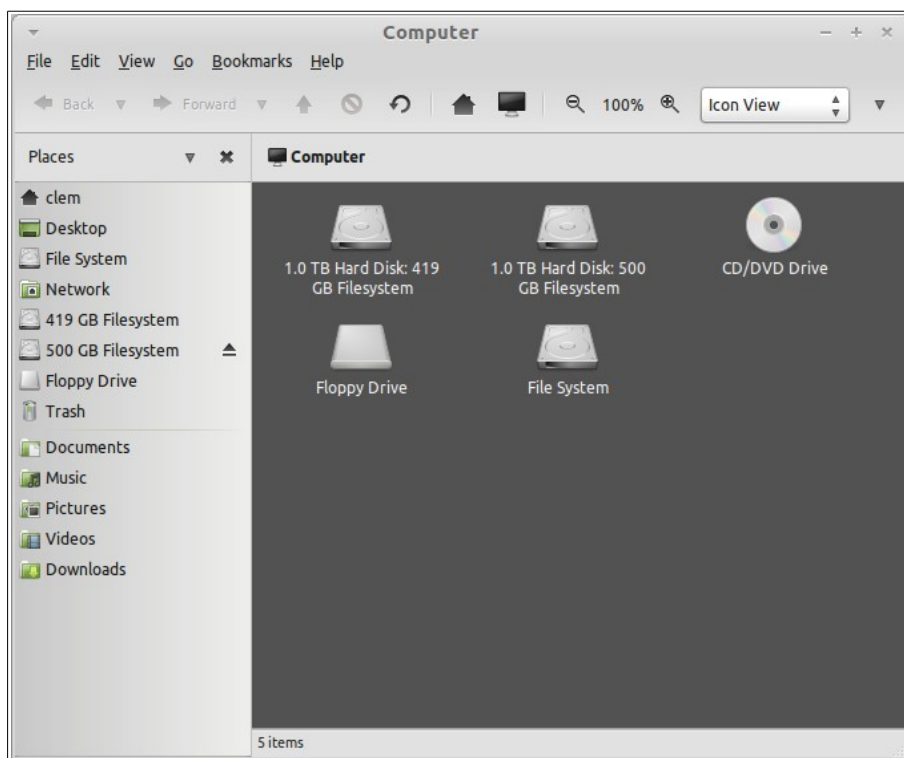 Computer
File Edit View Go Bookmarks Help
Back Forward 100% Icon View
Places
Computer
clem
Desktop
File System
Network
419 GB Filesystem
500 GB Filesystem
Floppy Drive
Trash
Documents
Music
Pictures
Videos
Downloads
1.0 TB Hard Disk: 419
GB Filesystem
1.0 TB Hard Disk: 500
GB Filesystem
CD/DVD Drive
Floppy Drive
File System
5 items